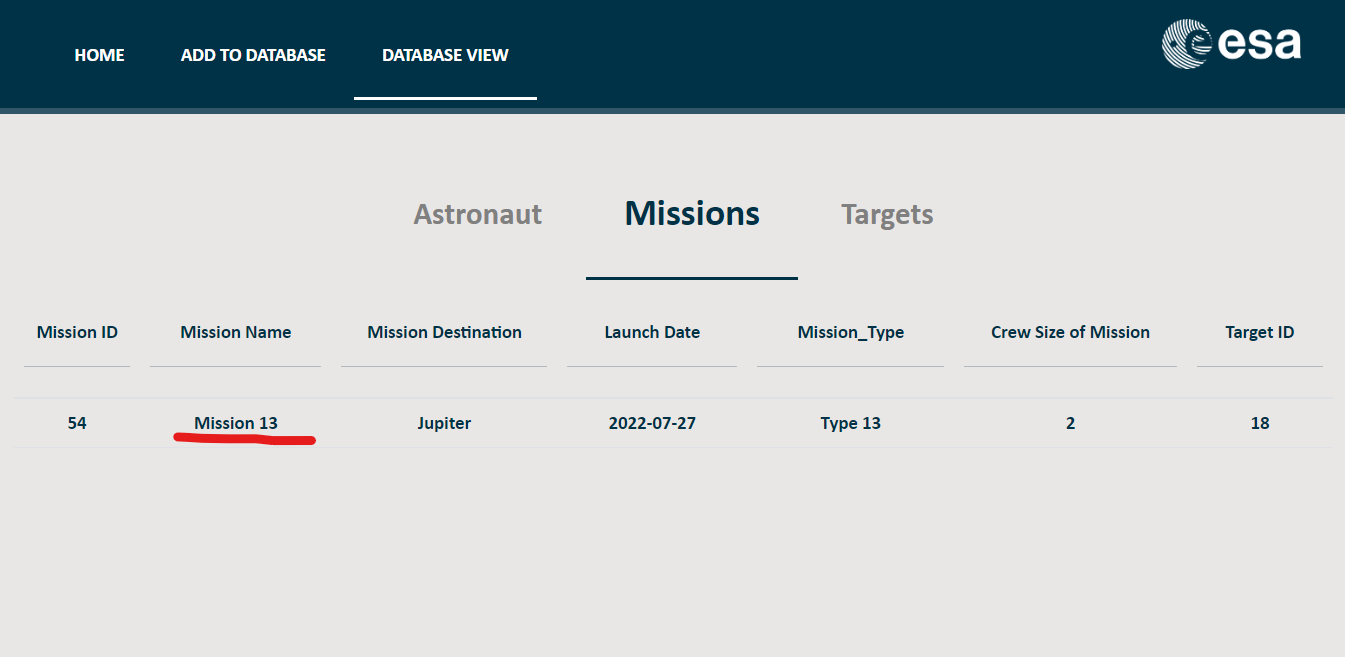 HOME ADD TO DATABASE DATABASE VIEW esa
Astronaut Missions Targets
Mission ID Mission Name Mission Destination Launch Date Mission_Type Crew Size of Mission Target ID
54 Mission 13 Jupiter 2022-07-27 Type 13 2 18